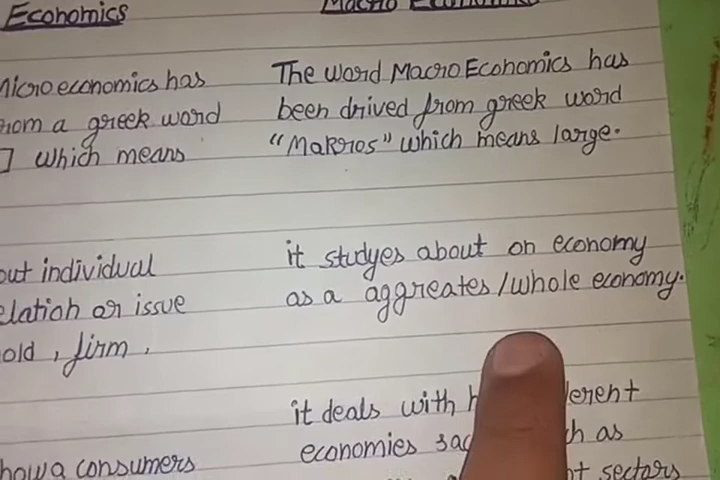 Economics
Macro Economics
Microeconomics has
from a greek word
which means
out individual
elation or issue
old , firm ,
how a consumers
The word Macro Economics has
been drived from greek word
"Makros" which means large.
it studyes about on economy
as a aggreates/whole economy.
it deals with
economies
as
sectors